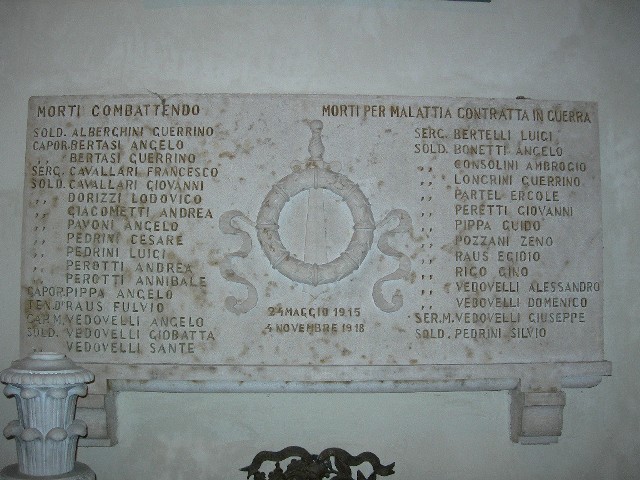 MORTI COMBATTENDO
SOLD. ALBERGHINI GUERRINO
CAPOR. BERTASI ANGELO
,, BERTASI GUERRINO
SERG. CAVALLARI FRANCESCO
SOLD. CAVALLARI GIOVANNI
,, DORIZZI LODOVICO
,, GIACOMETTI ANDREA
,, PAVONI ANGELO
,, PEDRINI CESARE
,, PEDRINI LUIGI
,, PEROTTI ANDREA
,, PEROTTI ANNIBALE
CAPOR. PIPPA ANGELO
TEN. RAUS FULVIO
CAR.M. VEDOVELLI ANGELO
SOLD. VEDOVELLI GIOBATTA
,, VEDOVELLI SANTE
24 MAGGIO 1915
4 NOVEMBRE 1918
MORTI PER MALATTIA CONTRATTA IN GUERRA
SERG. BERTELLI LUIGI
SOLD. BONETTI ANGELO
,, CONSOLINI AMBROGIO
,, LONCRINI GUERRINO
,, PARTEL ERCOLE
,, PERETTI GIOVANNI
,, PIPPA GUIDO
,, POZZANI ZENO
,, RAUS EGIDIO
,, RIGO GINO
,, VEDOVELLI ALESSANDRO
,, VEDOVELLI DOMENICO
SER.M. VEDOVELLI GIUSEPPE
SOLD. PEDRINI SILVIO